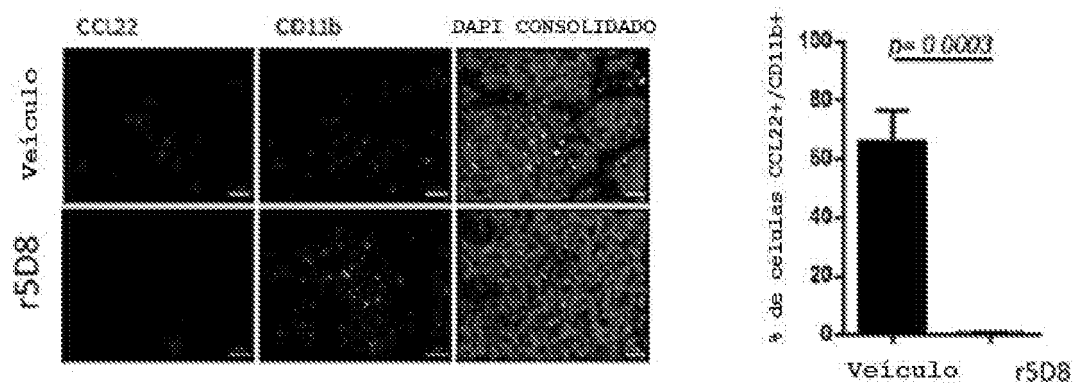 CCL22 CD11b DAPI CONSOLIDADO
Veículo
r5D8
% de células CCL22+/CD11b+
100
80
60
40
20
0
p= 0.0003
Veículo r5D8